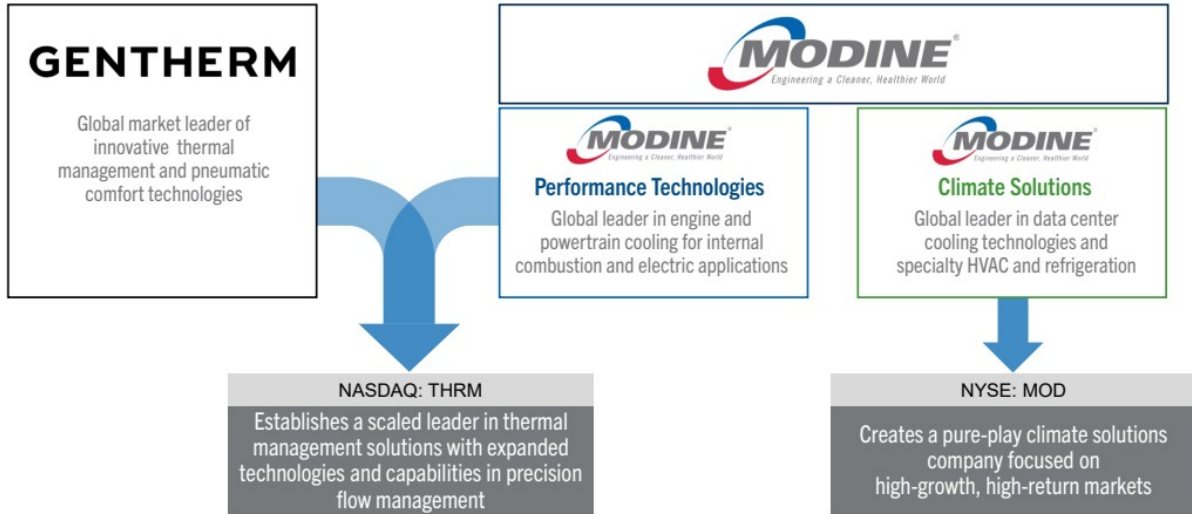 GENTHERM
Global market leader of
innovative thermal
management and pneumatic
comfort technologies
MODINE®
Engineering a Cleaner, Healthier World
MODINE®
Engineering a Cleaner, Healthier World
Performance Technologies
Global leader in engine and
powertrain cooling for internal
combustion and electric applications
MODINE®
Engineering a Cleaner, Healthier World
Climate Solutions
Global leader in data center
cooling technologies and
specialty HVAC and refrigeration
NASDAQ: THRM
Establishes a scaled leader in thermal
management solutions with expanded
technologies and capabilities in precision
flow management
NYSE: MOD
Creates a pure-play climate solutions
company focused on
high-growth, high-return markets